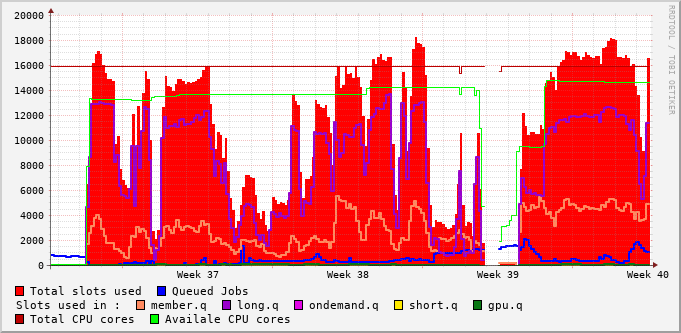 20000
18000
16000
14000
12000
10000
8000
6000
4000
2000
0
RRDTOOL / TOBI OETIKER
Week 37 Week 38 Week 39 Week 40
Total slots used Queued Jobs
Slots used in : member.q long.q ondemand.q short.q gpu.q
Total CPU cores Availale CPU cores